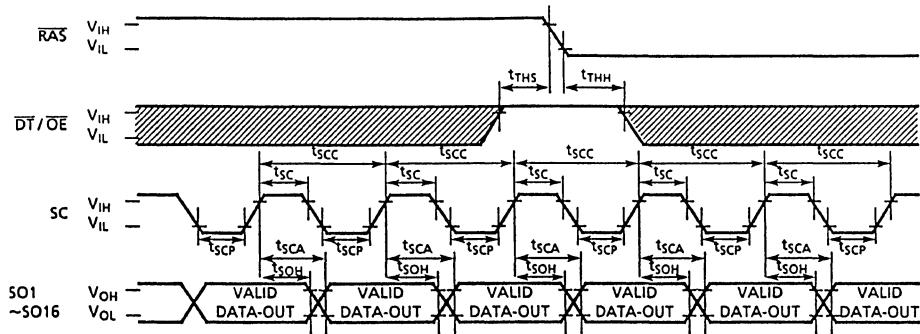 RAS VIH
VIL
tTHS tTHH
DT/OE VIH
VIL
tSCC tSCC tSCC tSCC tSCC
tSC tSC tSC tSC tSC
SC VIH
VIL
tSCP tSCP tSCP tSCP tSCP tSCP
tSCA tSCA tSCA tSCA tSCA
tSOH tSOH tSOH tSOH tSOH
SO1 VOH VALID VALID VALID VALID VALID VALID
~SO16 VOL DATA-OUT DATA-OUT DATA-OUT DATA-OUT DATA-OUT DATA-OUT